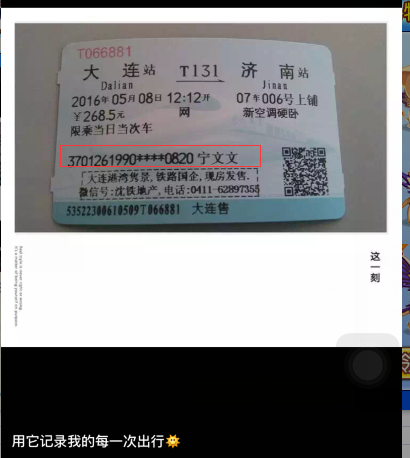 T066881
大连站 T131 济南站
Dalian Jinan
2016年05月08日 12:12开 07车006号上铺
￥268.5元 网 新空调硬卧
限乘当日当次车
3701261990****0820 宁文文
大连港湾隽景,铁路国企,现房发售.
微信号:沈铁地产,电话:0411-62897355
53522300610509T066881 大连售
这一刻
用它记录我的每一次出行🌞